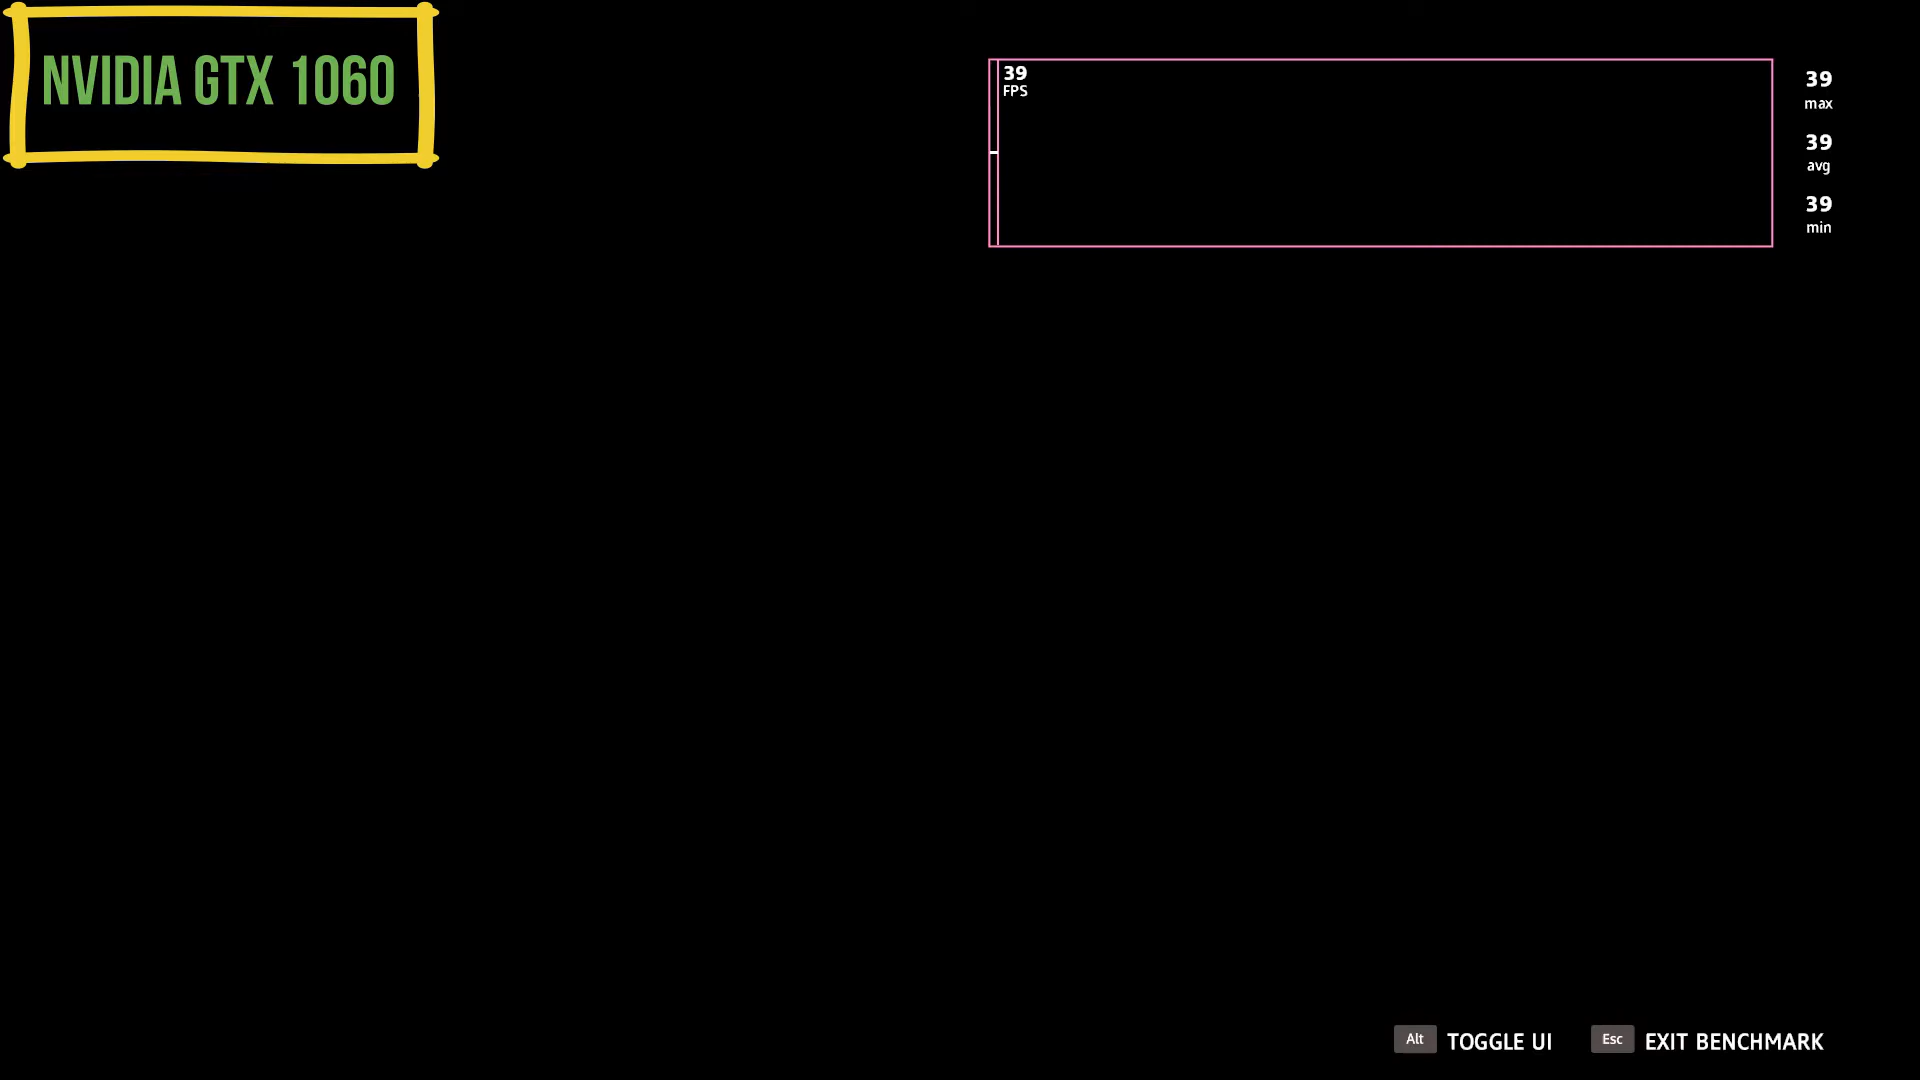 NVIDIA GTX 1060
39
FPS
39
max
39
avg
39
min
Alt TOGGLE UI Esc EXIT BENCHMARK